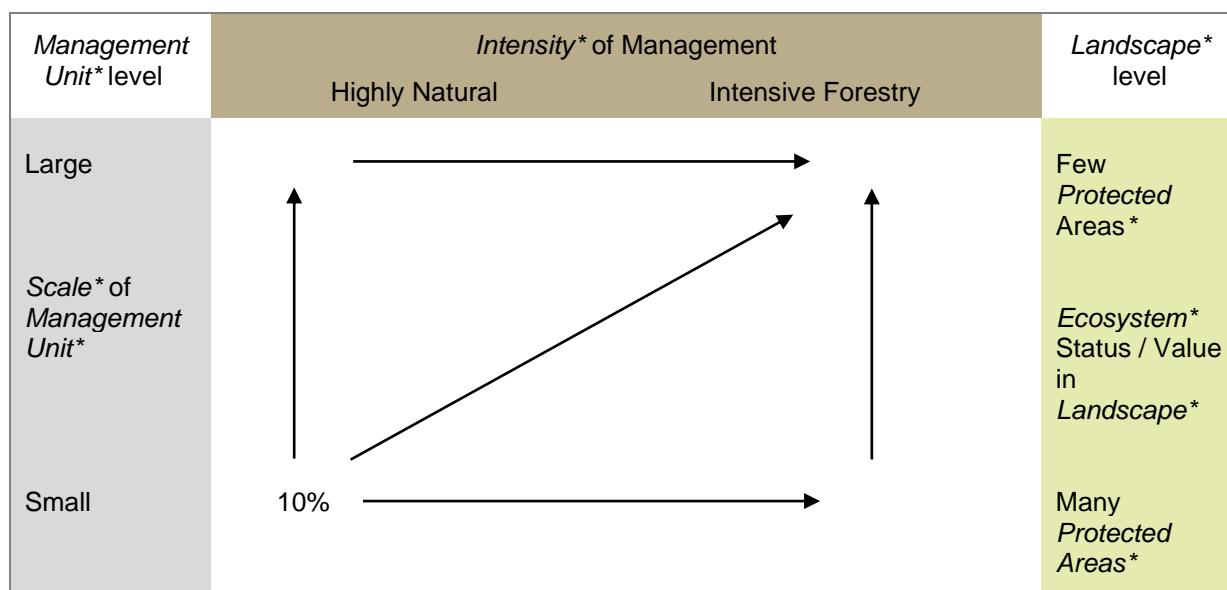 Management
Unit* level
Intensity* of Management
Highly Natural
Intensive Forestry
Landscape*
level
Large
Few
Protected
Areas*
Scale* of
Management
Unit*
Ecosystem*
Status / Value
in
Landscape*
Small
10%
Many
Protected
Areas*